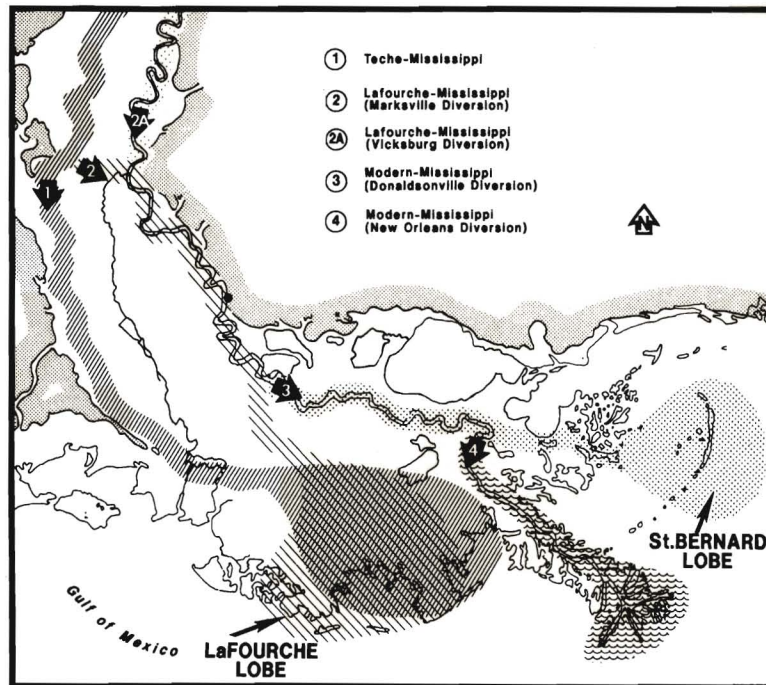 1 Teche-Mississippi
2 Lafourche-Mississippi
(Marksville Diversion)
2A Lafourche-Mississippi
(Vicksburg Diversion)
3 Modern-Mississippi
(Donaldsonville Diversion)
4 Modern-Mississippi
(New Orleans Diversion)
N
2A
2
1
3
4
St.BERNARD
LOBE
Gulf of Mexico
LaFOURCHE
LOBE